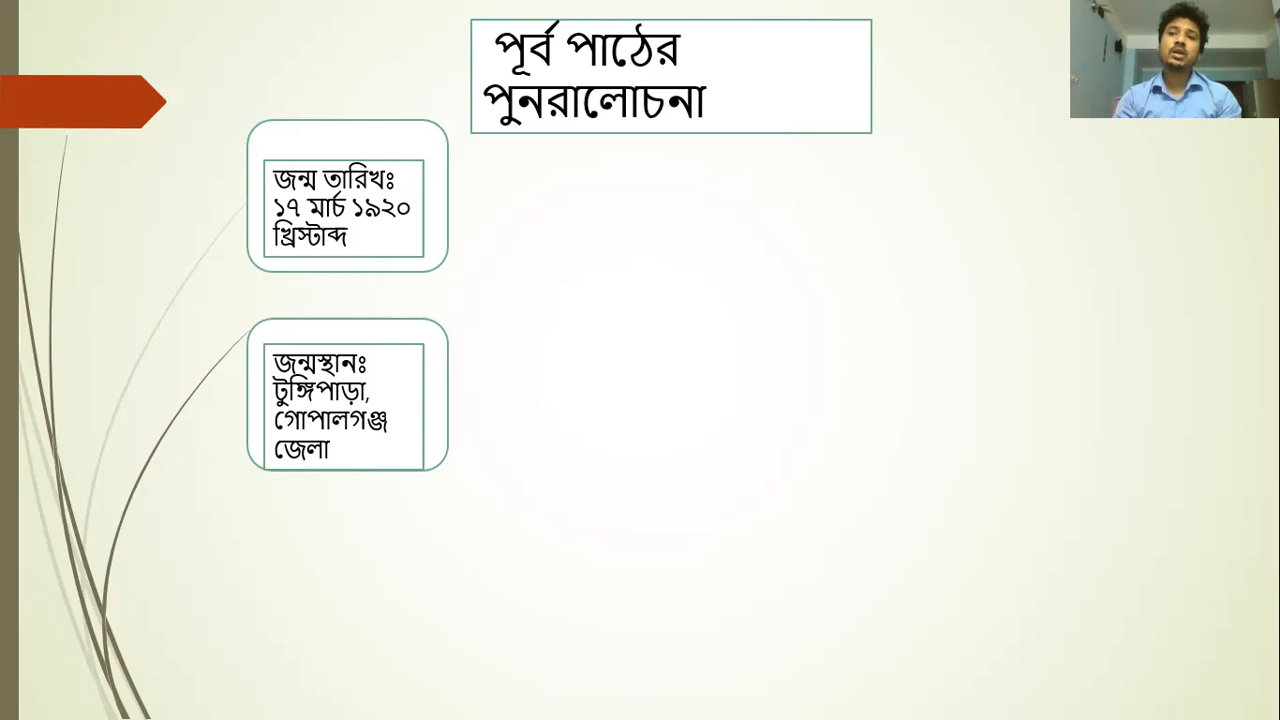 পূর্ব পাঠের
পুনরালোচনা
জন্ম তারিখঃ
১৭ মার্চ ১৯২০
খ্রিস্টাব্দ
জন্মস্থানঃ
টুঙ্গিপাড়া,
গোপালগঞ্জ
জেলা